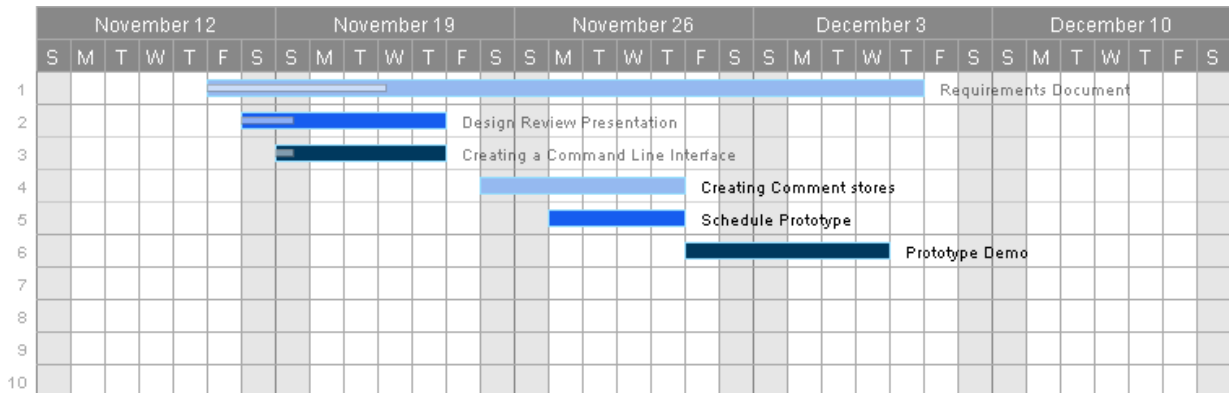 November 12 November 19 November 26 December 3 December 10
S M T W T F S S M T W T F S S M T W T F S S M T W T F S S M T W T F S
1 Requirements Document
2 Design Review Presentation
3 Creating a Command Line Interface
4 Creating Comment stores
5 Schedule Prototype
6 Prototype Demo
7
8
9
10